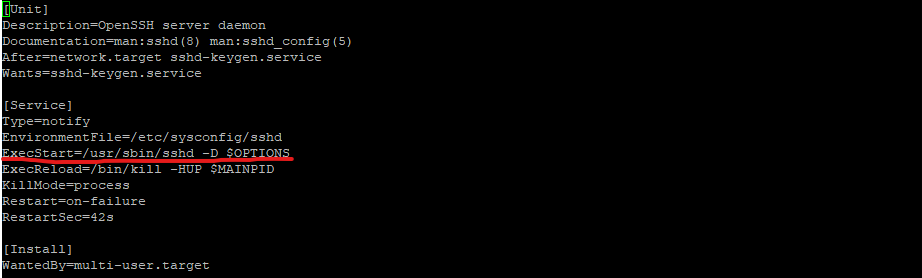 [Unit]
Description=OpenSSH server daemon
Documentation=man:sshd(8) man:sshd_config(5)
After=network.target sshd-keygen.service
Wants=sshd-keygen.service
[Service]
Type=notify
EnvironmentFile=/etc/sysconfig/sshd
ExecStart=/usr/sbin/sshd -D $OPTIONS
ExecReload=/bin/kill -HUP $MAINPID
KillMode=process
Restart=on-failure
RestartSec=42s
[Install]
WantedBy=multi-user.target